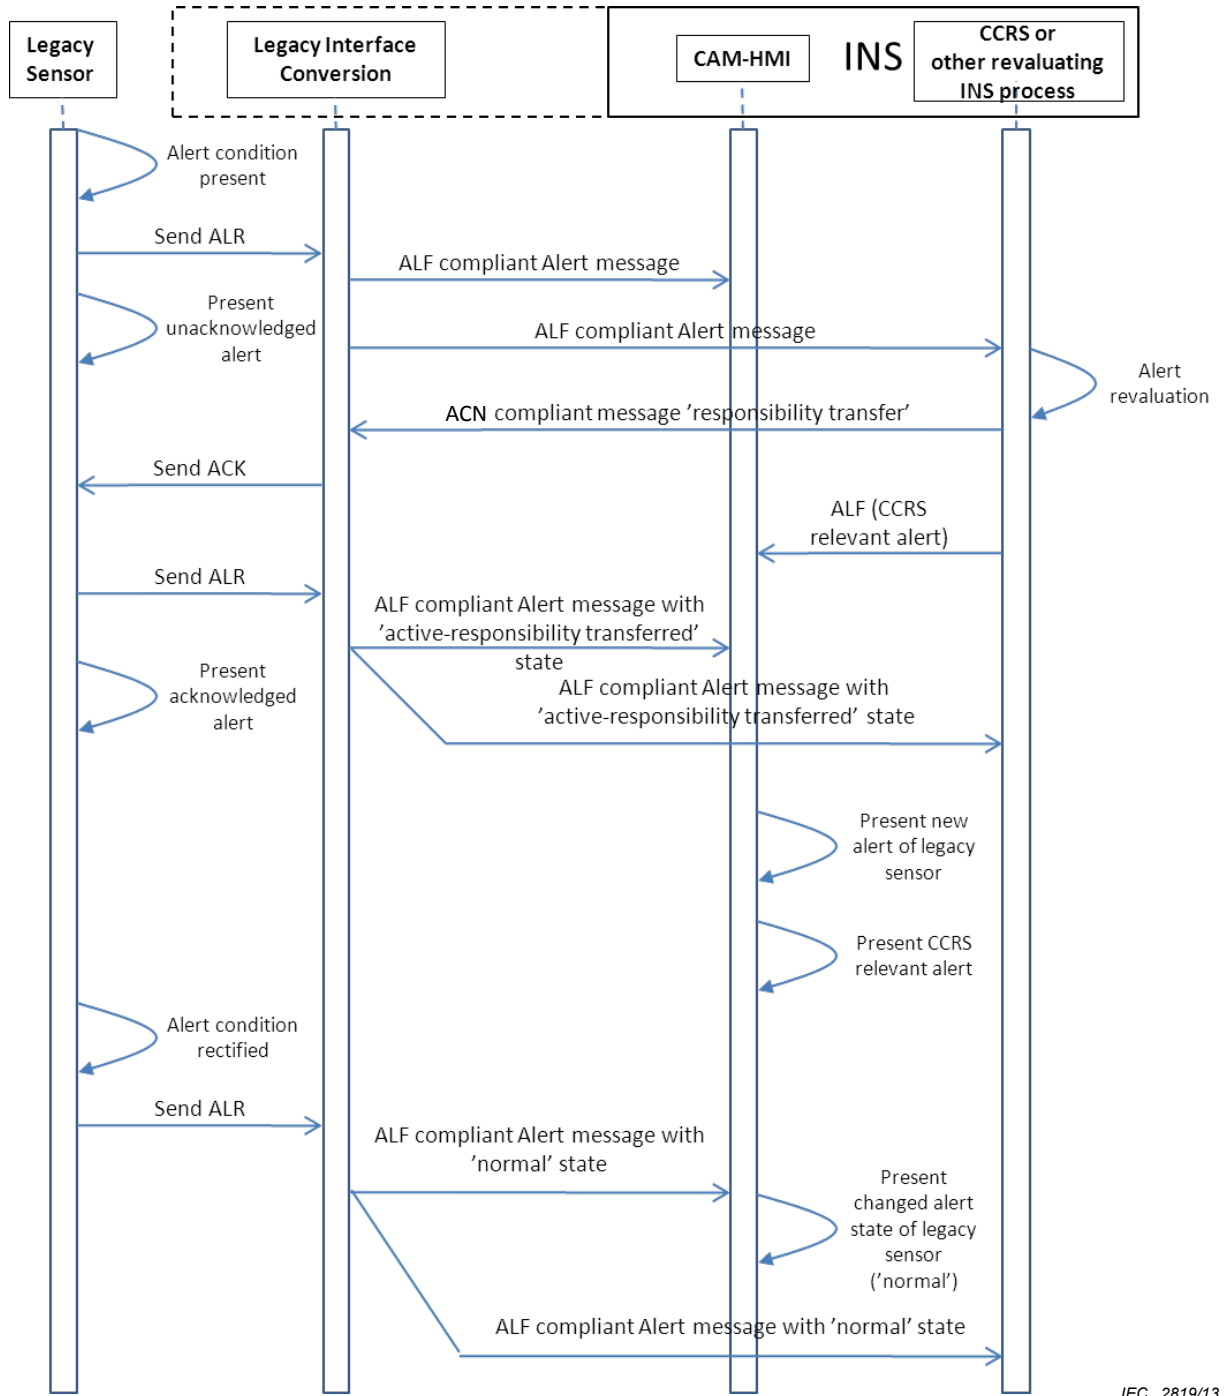 Legacy
Sensor
Legacy Interface
Conversion
CAM-HMI
INS
CCRS or
other revaluating
INS process
Alert condition
present
Send ALR
ALF compliant Alert message
Present
unacknowledged
alert
ALF compliant Alert message
Alert
revaluation
ACN compliant message ’responsibility transfer’
Send ACK
ALF (CCRS
relevant alert)
Send ALR
ALF compliant Alert message with
’active-responsibility transferred’
state
Present
acknowledged
alert
ALF compliant Alert message with
’active-responsibility transferred’ state
Present new
alert of legacy
sensor
Present CCRS
relevant alert
Alert condition
rectified
Send ALR
ALF compliant Alert message with
’normal’ state
Present
changed alert
state of legacy
sensor
(’normal’)
ALF compliant Alert message with ’normal’ state
IEC 2819/13